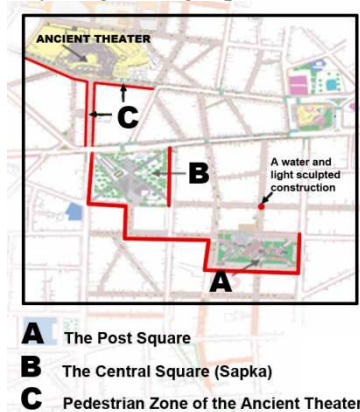 ANCIENT THEATER
C
B
A water and
light sculpted
construction
A
A The Post Square
B The Central Square (Sapka)
C Pedestrian Zone of the Ancient Theater